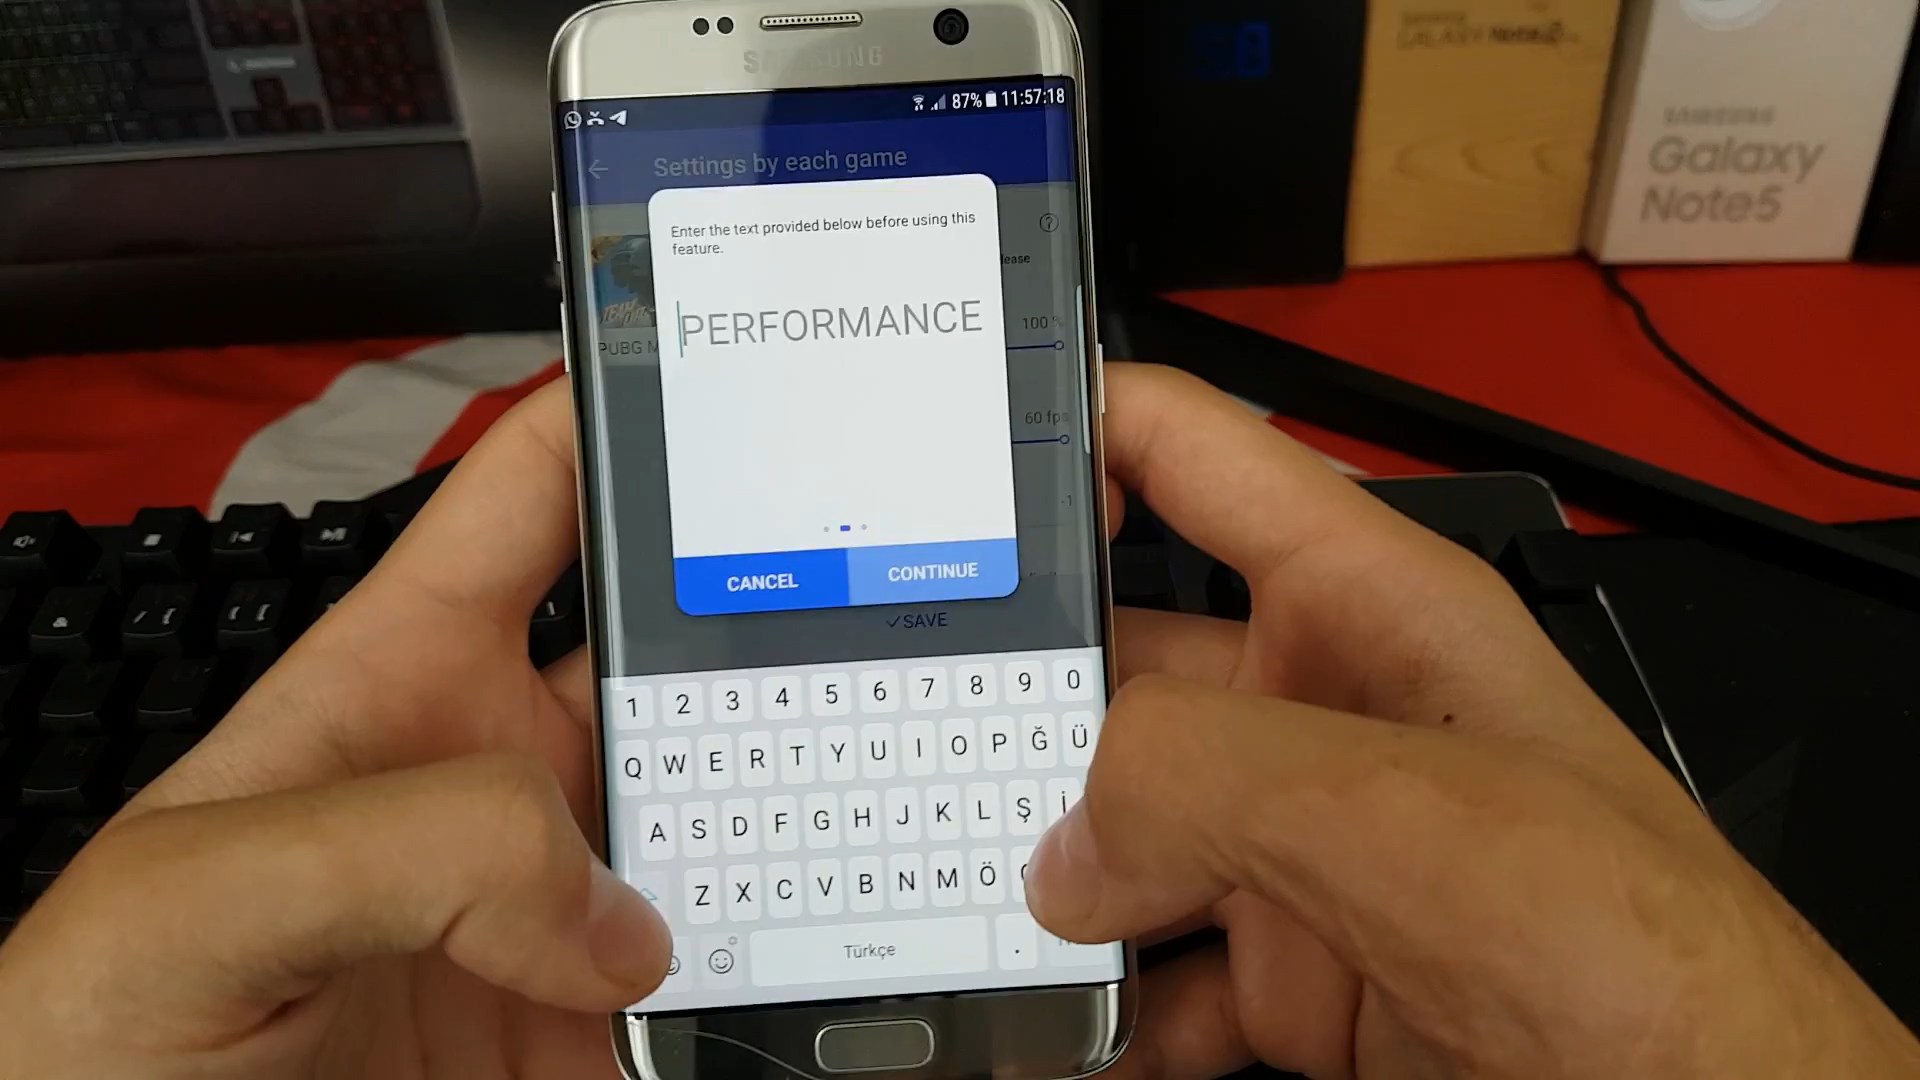 SAMSUNG
87% 11:57:18
Settings by each game
Enter the text provided below before using this
feature.
PERFORMANCE
CANCEL
CONTINUE
PUBG M
100 %
60 fps
-1
SAVE
1 2 3 4 5 6 7 8 9 0
Q W E R T Y U I O P Ğ Ü
A S D F G H J K L Ş İ
Z X C V B N M Ö
Türkçe .
SAMSUNG
Galaxy
Note5